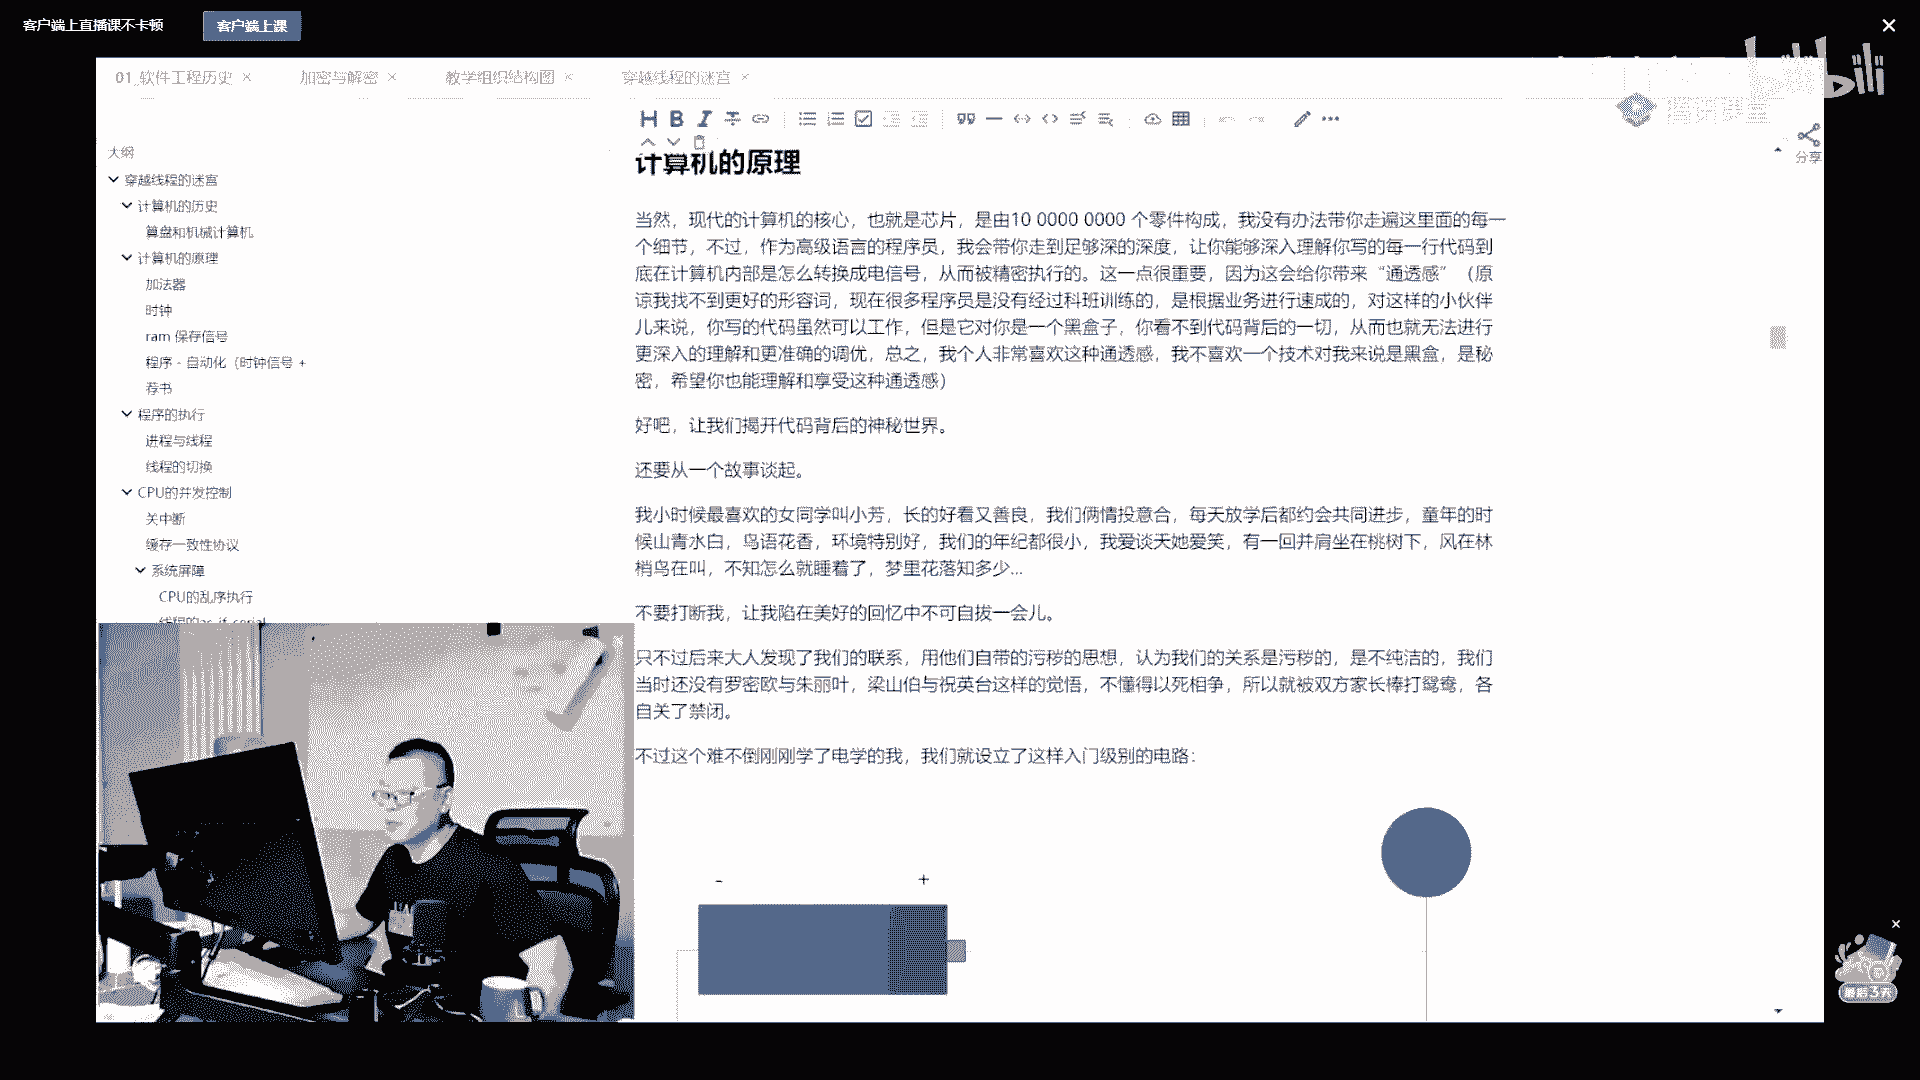 客户端上直播课不卡顿
客户端上课
bilibili
01_软件工程历史
加密与解密
教学组织结构图
穿越线程的迷宫
腾讯课堂
分享
大纲
穿越线程的迷宫
计算机的历史
算盘和机械计算机
计算机的原理
加法器
时钟
ram 保存信号
程序 - 自动化（时钟信号 +
荐书
程序的执行
进程与线程
线程的切换
CPU的并发控制
关中断
缓存一致性协议
系统屏障
CPU的乱序执行
线程的as-if-serial
计算机的原理
当然，现代的计算机的核心，也就是芯片，是由10 0000 0000 个零件构成，我没有办法带你走遍这里面的每一
个细节，不过，作为高级语言的程序员，我会带你走到足够深的深度，让你能够深入理解你写的每一行代码到
底在计算机内部是怎么转换成电信号，从而被精密执行的。这一点很重要，因为这会给你带来“通透感”（原
谅我找不到更好的形容词，现在很多程序员是没有经过科班训练的，是根据业务进行速成的，对这样的小伙伴
儿来说，你写的代码虽然可以工作，但是它对你是一个黑盒子，你看不到代码背后的一切，从而也就无法进行
更深入的理解和更准确的调优，总之，我个人非常喜欢这种通透感，我不喜欢一个技术对我来说是黑盒，是秘
密，希望你也能理解和享受这种通透感）
好吧，让我们揭开代码背后的神秘世界。
还要从一个故事谈起。
我小时候最喜欢的女同学叫小芳，长的好看又善良，我们俩情投意合，每天放学后都约会共同进步，童年的时
候山青水白，鸟语花香，环境特别好，我们的年纪都很小，我爱谈天她爱笑，有一回并肩坐在桃树下，风在林
梢鸟在叫，不知怎么就睡着了，梦里花落知多少...
不要打断我，让我陷在美好的回忆中不可自拔一会儿。
只不过后来大人发现了我们的联系，用他们自带的污秽的思想，认为我们的关系是污秽的，是不纯洁的，我们
当时还没有罗密欧与朱丽叶，梁山伯与祝英台这样的觉悟，不懂得以死相争，所以就被双方家长棒打鸳鸯，各
自关了禁闭。
不过这个难不倒刚刚学了电学的我，我们就设立了这样入门级别的电路：
-
+
最后3天